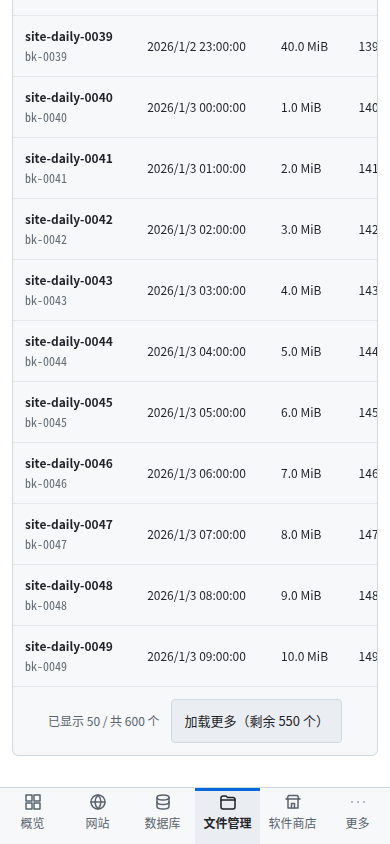 site-daily-0039
bk-0039
2026/1/2 23:00:00
40.0 MiB
139
site-daily-0040
bk-0040
2026/1/3 00:00:00
1.0 MiB
140
site-daily-0041
bk-0041
2026/1/3 01:00:00
2.0 MiB
141
site-daily-0042
bk-0042
2026/1/3 02:00:00
3.0 MiB
142
site-daily-0043
bk-0043
2026/1/3 03:00:00
4.0 MiB
143
site-daily-0044
bk-0044
2026/1/3 04:00:00
5.0 MiB
144
site-daily-0045
bk-0045
2026/1/3 05:00:00
6.0 MiB
145
site-daily-0046
bk-0046
2026/1/3 06:00:00
7.0 MiB
146
site-daily-0047
bk-0047
2026/1/3 07:00:00
8.0 MiB
147
site-daily-0048
bk-0048
2026/1/3 08:00:00
9.0 MiB
148
site-daily-0049
bk-0049
2026/1/3 09:00:00
10.0 MiB
149
已显示 50 / 共 600 个
加载更多（剩余 550 个）
概览
网站
数据库
文件管理
软件商店
更多